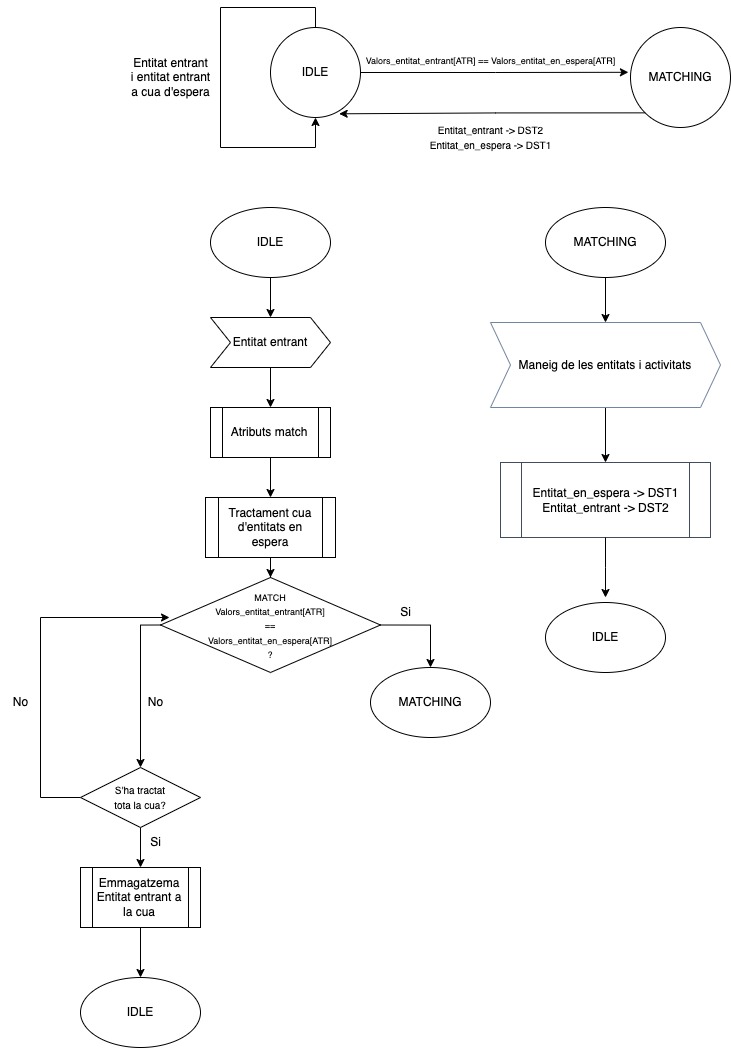 Entitat entrant
i entitat entrant
a cua d'espera
IDLE
Valors_entitat_entrant[ATR] == Valors_entitat_en_espera[ATR]
MATCHING
Entitat_entrant -> DST2
Entitat_en_espera -> DST1
IDLE
Entitat entrant
Atributs match
Tractament cua
d'entitats en
espera
MATCH
Valors_entitat_entrant[ATR]
==
Valors_entitat_en_espera[ATR]
?
Si
MATCHING
No
No
S'ha tractat
tota la cua?
Si
Emmagatzema
Entitat entrant a
la cua
IDLE
MATCHING
Maneig de les entitats i activitats
Entitat_en_espera -> DST1
Entitat_entrant -> DST2
IDLE